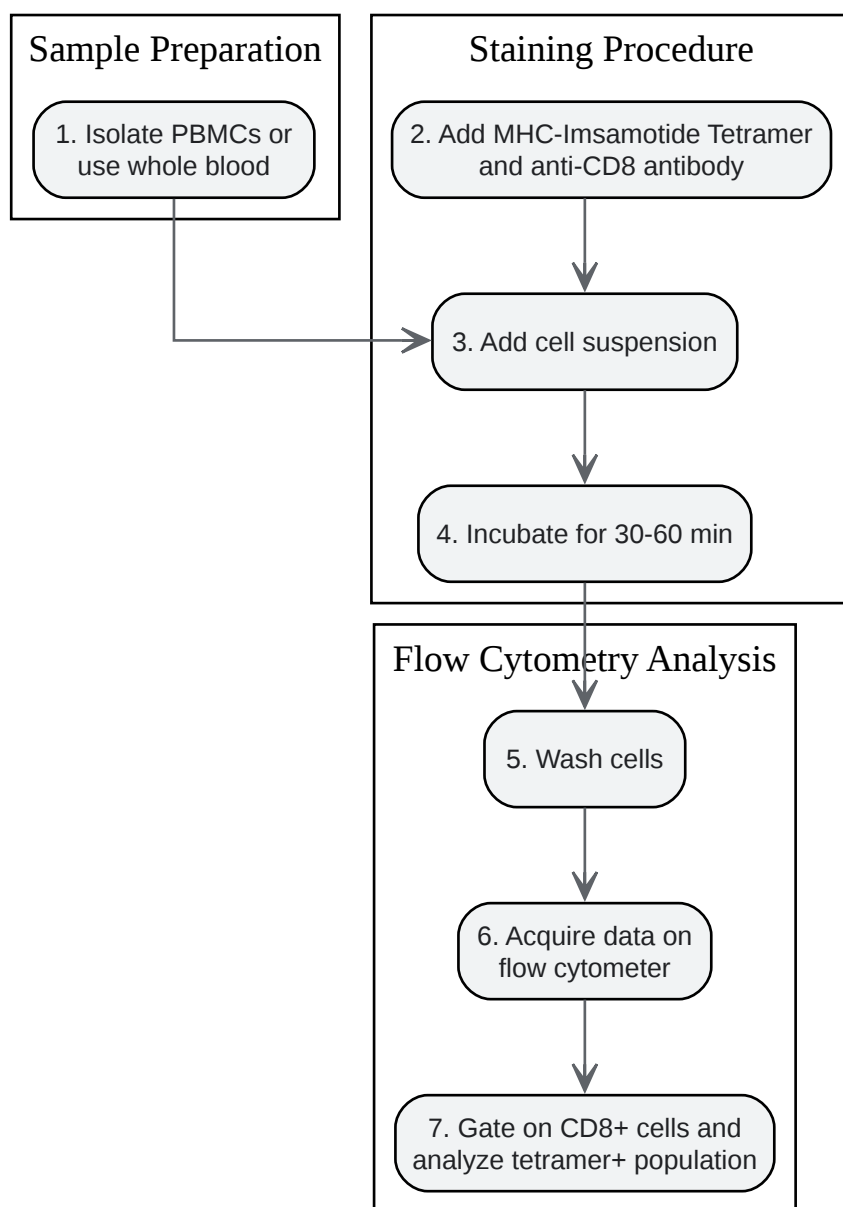 Sample Preparation
1. Isolate PBMCs or
use whole blood
Staining Procedure
2. Add MHC-Imsamotide Tetramer
and anti-CD8 antibody
3. Add cell suspension
4. Incubate for 30-60 min
Flow Cytometry Analysis
5. Wash cells
6. Acquire data on
flow cytometer
7. Gate on CD8+ cells and
analyze tetramer+ population